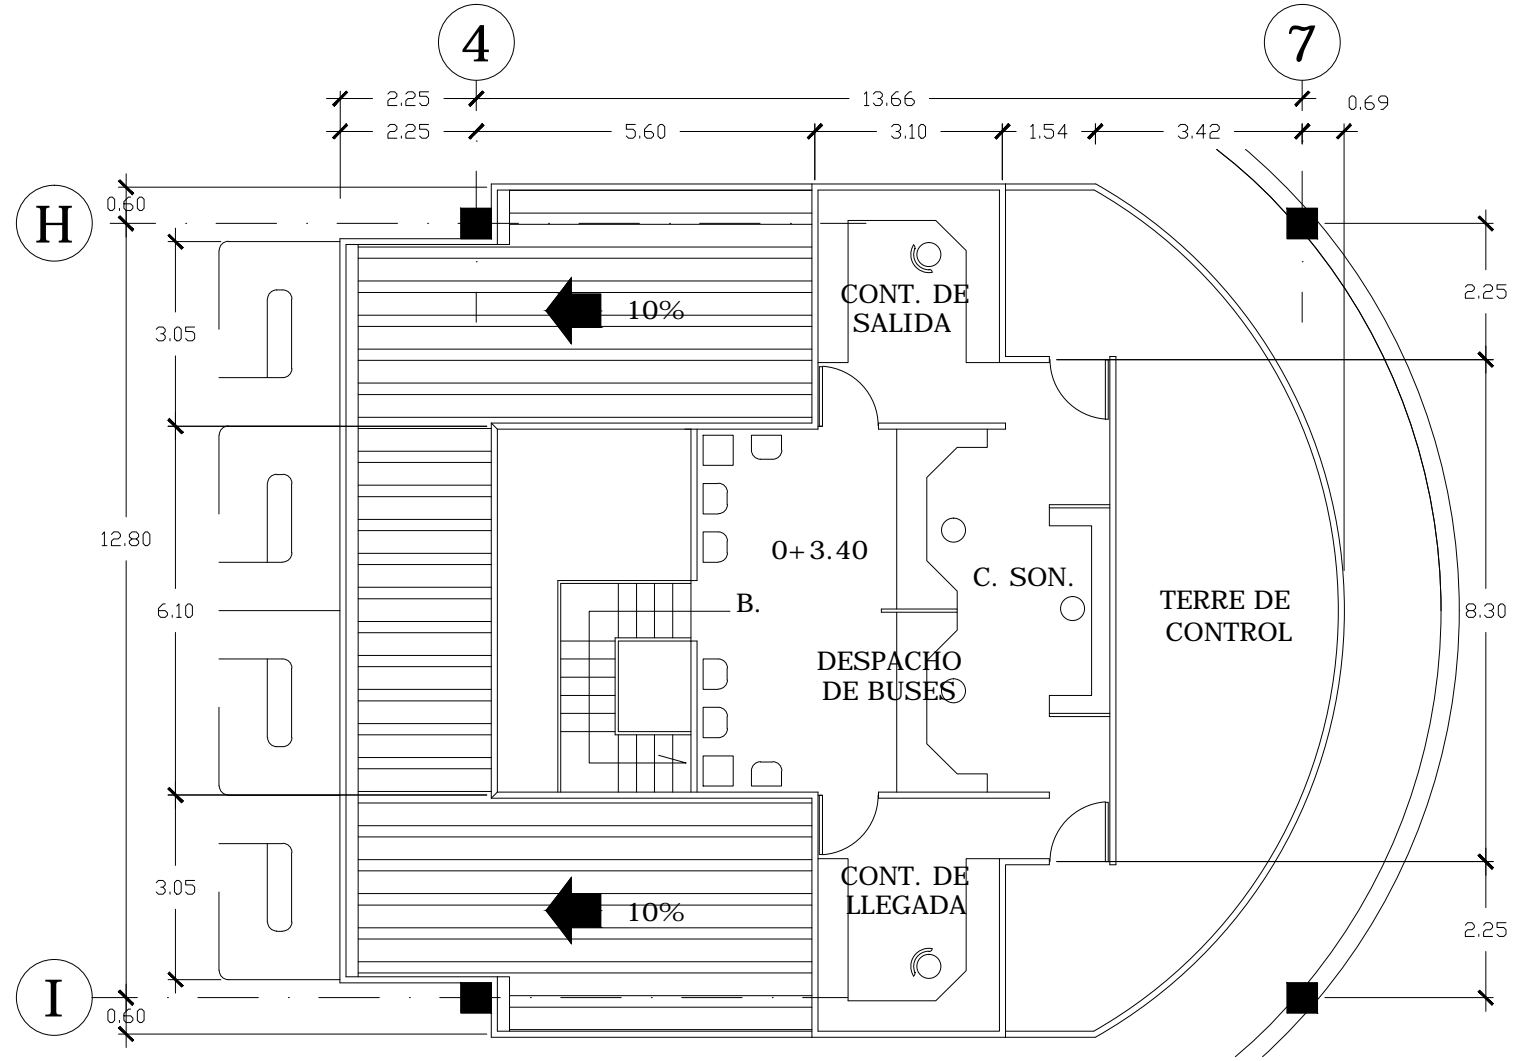 4
7
2.25
13.66
0.69
2.25
5.60
3.10
1.54
3.42
H
0.60
2.25
3.05
10%
CONT. DE
SALIDA
12.80
6.10
0+3.40
C. SON.
B.
TERRE DE
CONTROL
8.30
DESPACHO
DE BUSES
3.05
10%
CONT. DE
LLEGADA
2.25
I
0.60